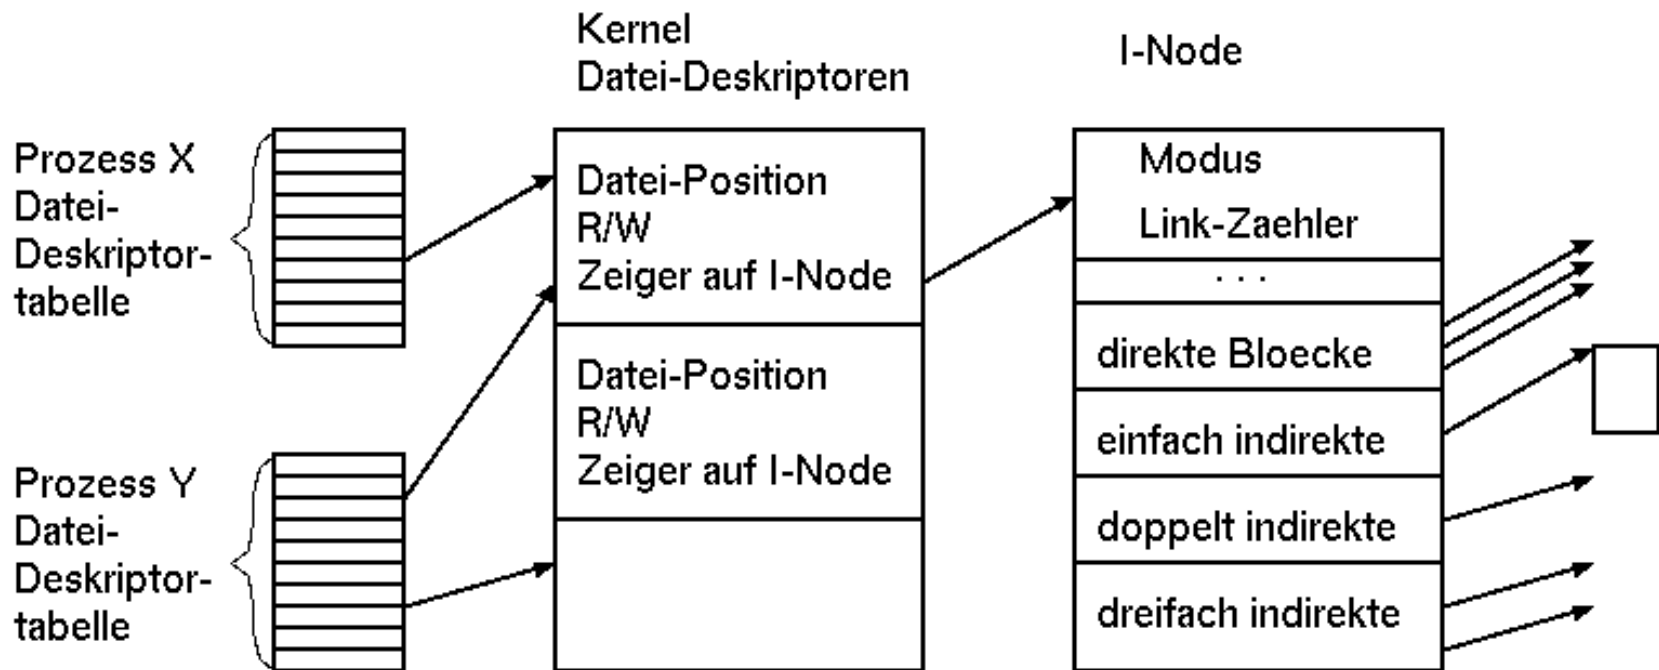 Kernel
Datei-Deskriptoren
I-Node
Prozess X
Datei-
Deskriptor-
tabelle
Prozess Y
Datei-
Deskriptor-
tabelle
Datei-Position
R/W
Zeiger auf I-Node
Datei-Position
R/W
Zeiger auf I-Node
Modus
Link-Zaehler
. . .
direkte Bloecke
einfach indirekte
doppelt indirekte
dreifach indirekte